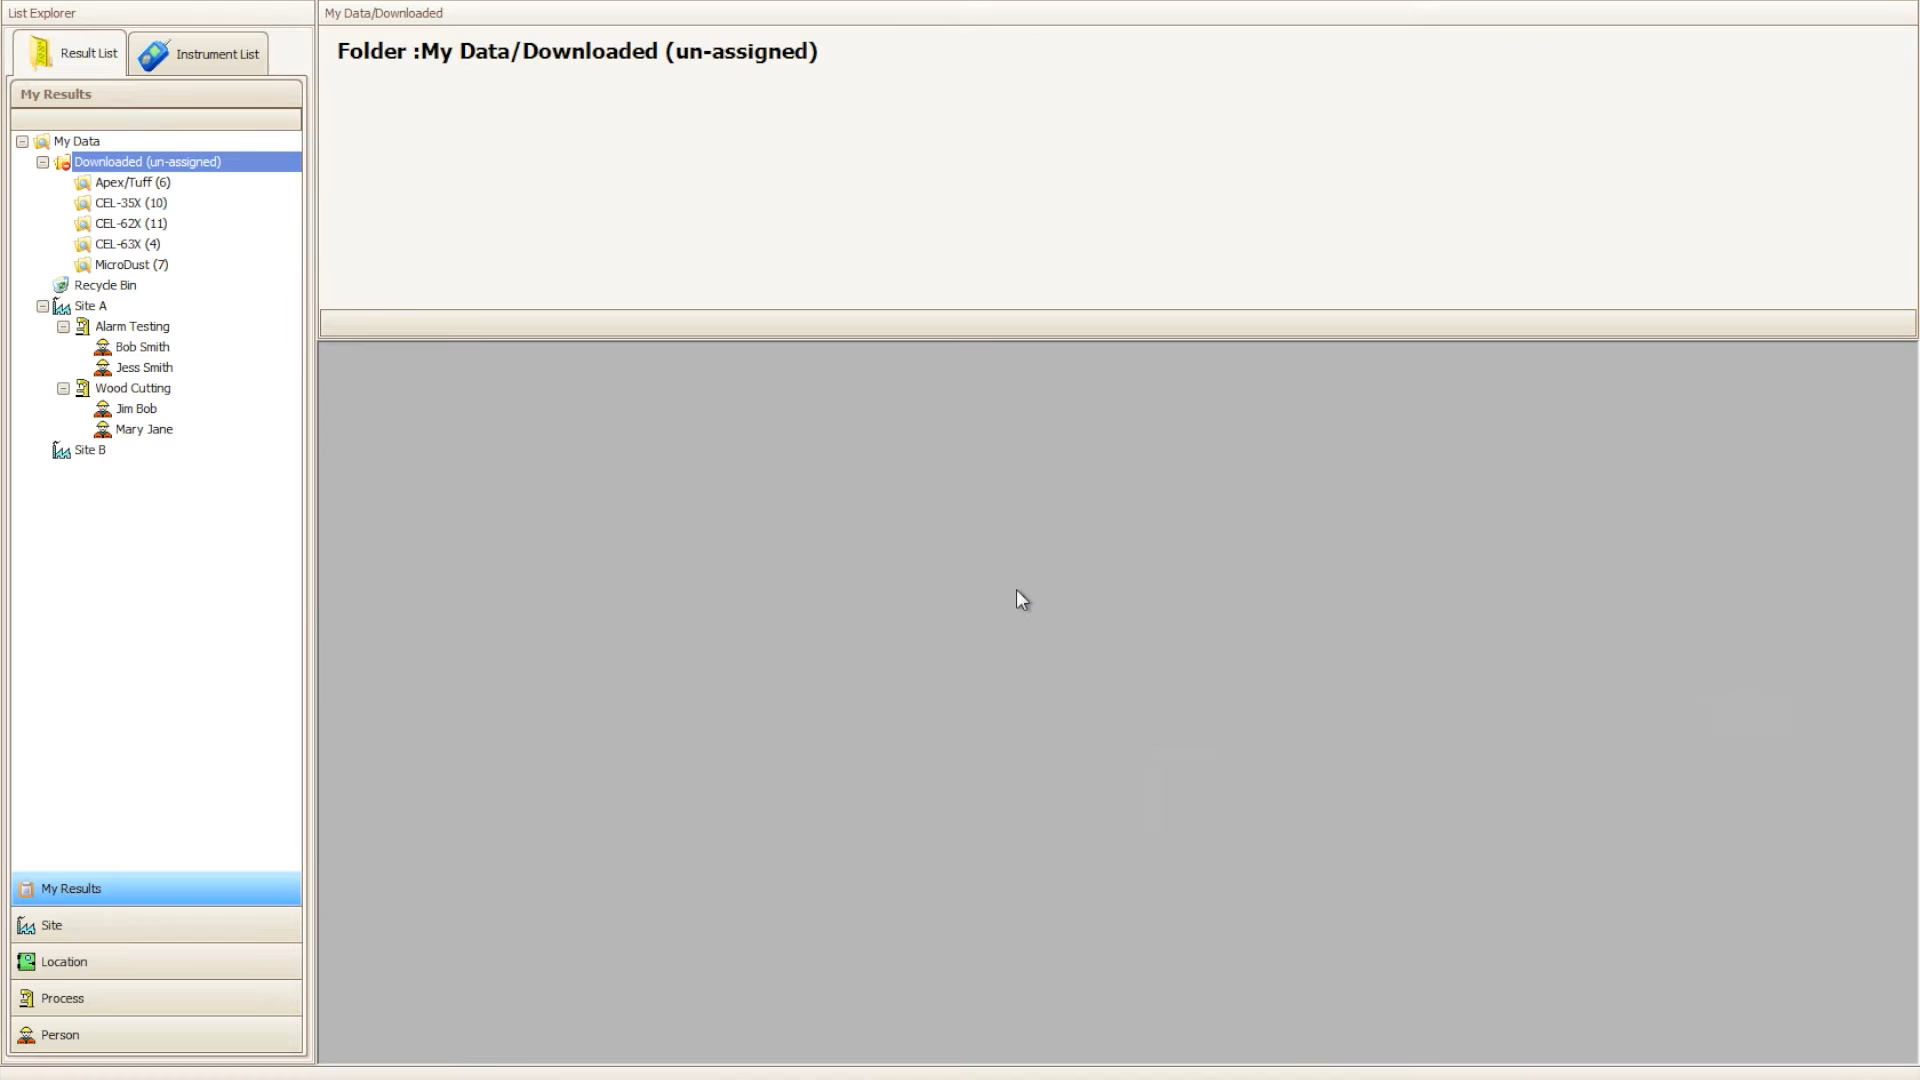 List Explorer
My Data/Downloaded
Result List
Instrument List
Folder :My Data/Downloaded (un-assigned)
My Results
My Data
Downloaded (un-assigned)
Apex/Tuff (6)
CEL-35X (10)
CEL-62X (11)
CEL-63X (4)
MicroDust (7)
Recycle Bin
Site A
Alarm Testing
Bob Smith
Jess Smith
Wood Cutting
Jim Bob
Mary Jane
Site B
My Results
Site
Location
Process
Person